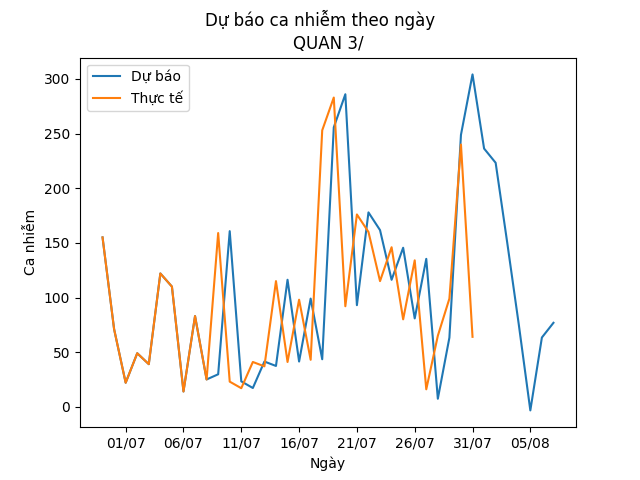 Dự báo ca nhiễm theo ngày
QUAN 3/
Dự báo
Thực tế
Ca nhiễm
300
250
200
150
100
50
0
01/07 06/07 11/07 16/07 21/07 26/07 31/07 05/08
Ngày